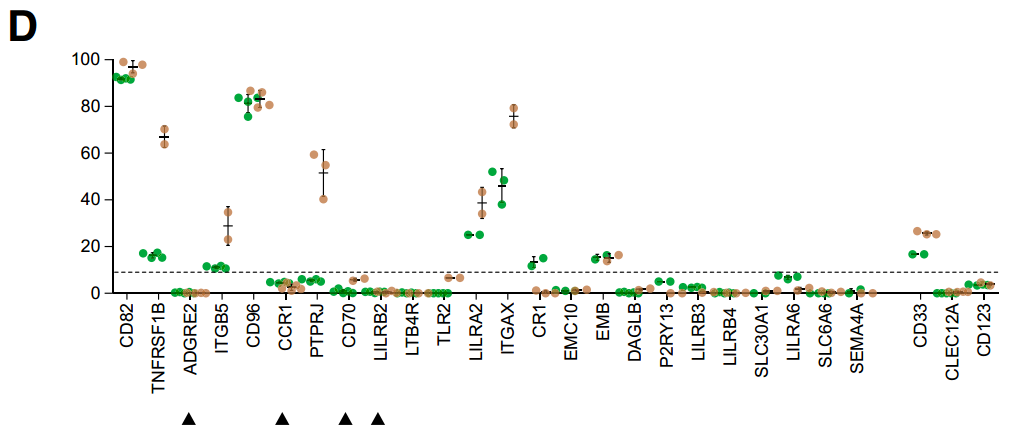 D
100
80
60
40
20
0
CD82
TNFRSF1B
ADGRE2
ITGB5
CD96
CCR1
PTPRJ
CD70
LILRB2
LTB4R
TLR2
LILRA2
ITGAX
CR1
EMC10
EMB
DAGLB
P2RY13
LILRB3
LILRB4
SLC30A1
LILRA6
SLC6A6
SEMA4A
CD33
CLEC12A
CD123